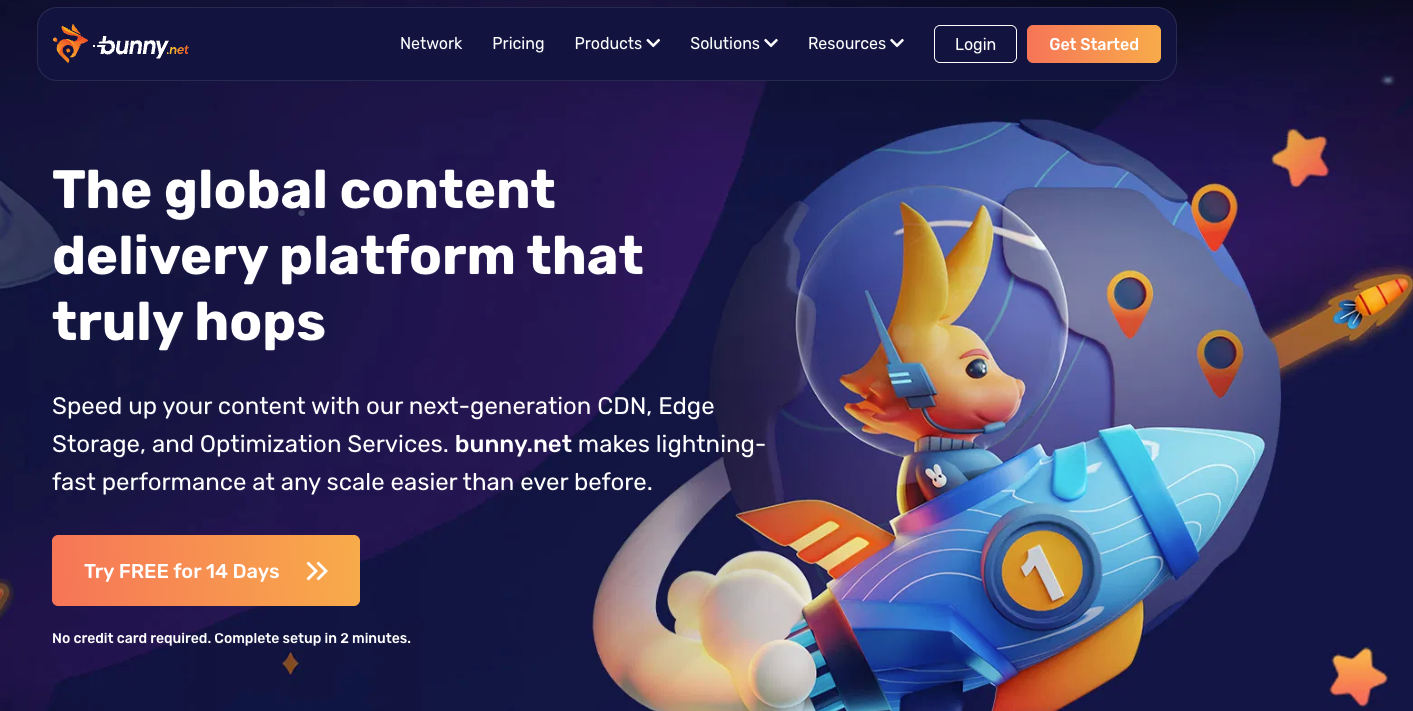 bunny.net
Network Pricing Products Solutions Resources Login Get Started
The global content
delivery platform that
truly hops
Speed up your content with our next-generation CDN, Edge
Storage, and Optimization Services. bunny.net makes lightning-
fast performance at any scale easier than ever before.
Try FREE for 14 Days
No credit card required. Complete setup in 2 minutes.
1